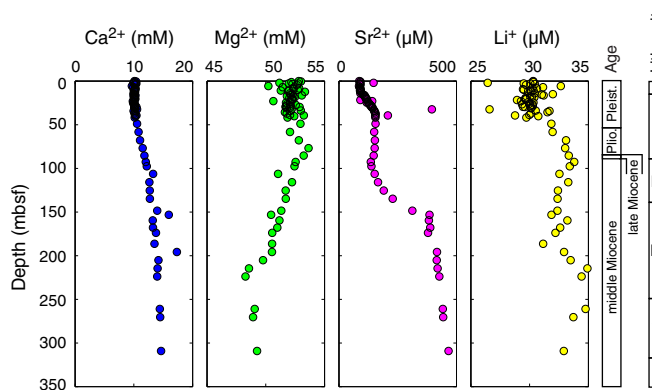 Ca2+ (mM) Mg2+ (mM) Sr2+ (µM) Li+ (µM)
0 10 20 45 50 55 0 500 25 30 35
Age
0
50
100
150
200
250
300
350
Depth (mbsf)
Pleist.
Plio.
late Miocene
middle Miocene